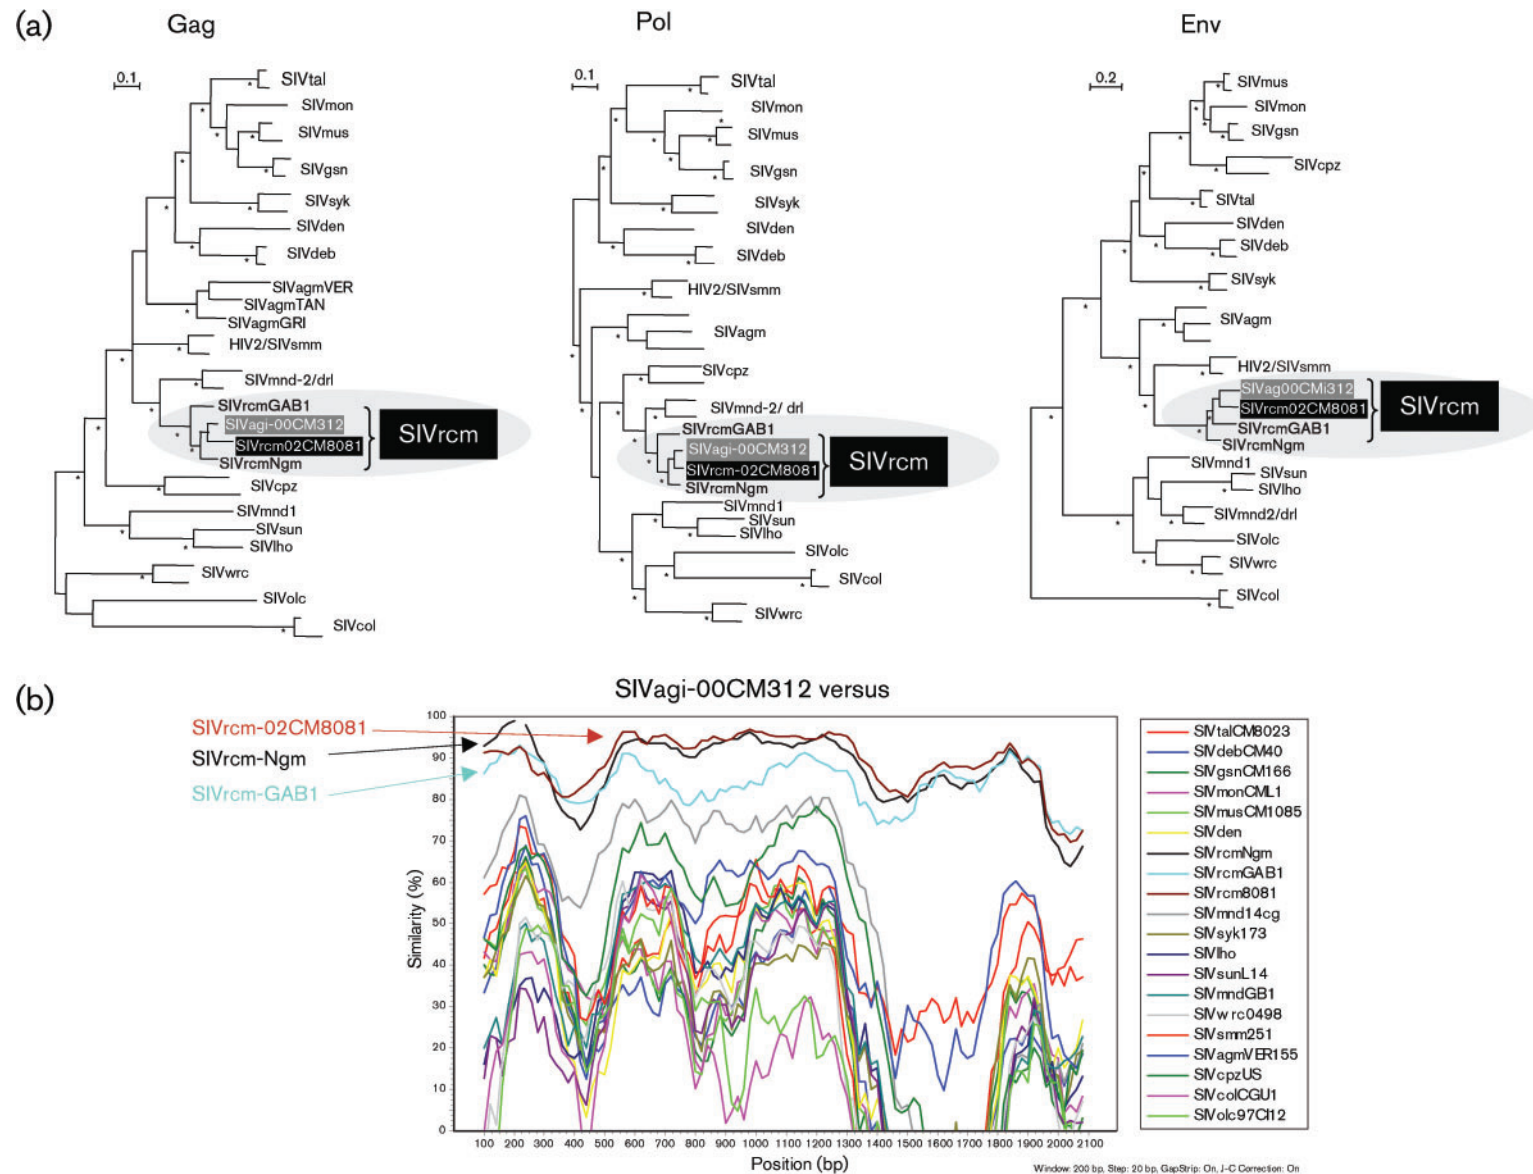 (a)
Gag
Pol
Env
0.1
SIVtal
SIVmon
SIVmus
SIVgsn
SIVsyk
SIVden
SIVdeb
SIVagmVER
SIVagmTAN
SIVagmGRI
HIV2/SIVsmm
SIVmnd-2/drl
SIVrcmGAB1
SIVagi-00CM312
SIVrcm02CM8081
SIVrcmNgm
SIVrcm
SIVcpz
SIVmnd1
SIVsun
SIVlho
SIVwrc
SIVolc
SIVcol
0.1
SIVtal
SIVmon
SIVmus
SIVgsn
SIVsyk
SIVden
SIVdeb
HIV2/SIVsmm
SIVagm
SIVcpz
SIVmnd-2/ drl
SIVrcmGAB1
SIVagi-00CM312
SIVrcm-02CM8081
SIVrcmNgm
SIVrcm
SIVmnd1
SIVsun
SIVlho
SIVolc
SIVcol
SIVwrc
0.2
SIVmus
SIVmon
SIVgsn
SIVcpz
SIVtal
SIVden
SIVdeb
SIVsyk
SIVagm
HIV2/SIVsmm
SIVag00CMi312
SIVrcm02CM8081
SIVrcmGAB1
SIVrcmNgm
SIVrcm
SIVmnd1
SIVsun
SIVlho
SIVmnd2/drl
SIVolc
SIVwrc
SIVcol
(b)
SIVagi-00CM312 versus
SIVrcm-02CM8081
SIVrcm-Ngm
SIVrcm-GAB1
Similarity (%)
100
90
80
70
60
50
40
30
20
10
0
100 200 300 400 500 600 700 800 900 1000 1100 1200 1300 1400 1500 1600 1700 1800 1900 2000 2100
Position (bp)
SIVtalCM8023
SIVdebCM40
SIVgsnCM166
SIVmonCML1
SIVmusCM1085
SIVden
SIVrcmNgm
SIVrcmGAB1
SIVrcm8081
SIVmnd14cg
SIVsyk173
SIVlho
SIVsunL14
SIVmndGB1
SIVwrc0498
SIVsmm251
SIVagmVER155
SIVcpzUS
SIVcolCGU1
SIVolc97CI12
Window: 200 bp, Step: 20 bp, GapStrip: On, J-C Correction: On